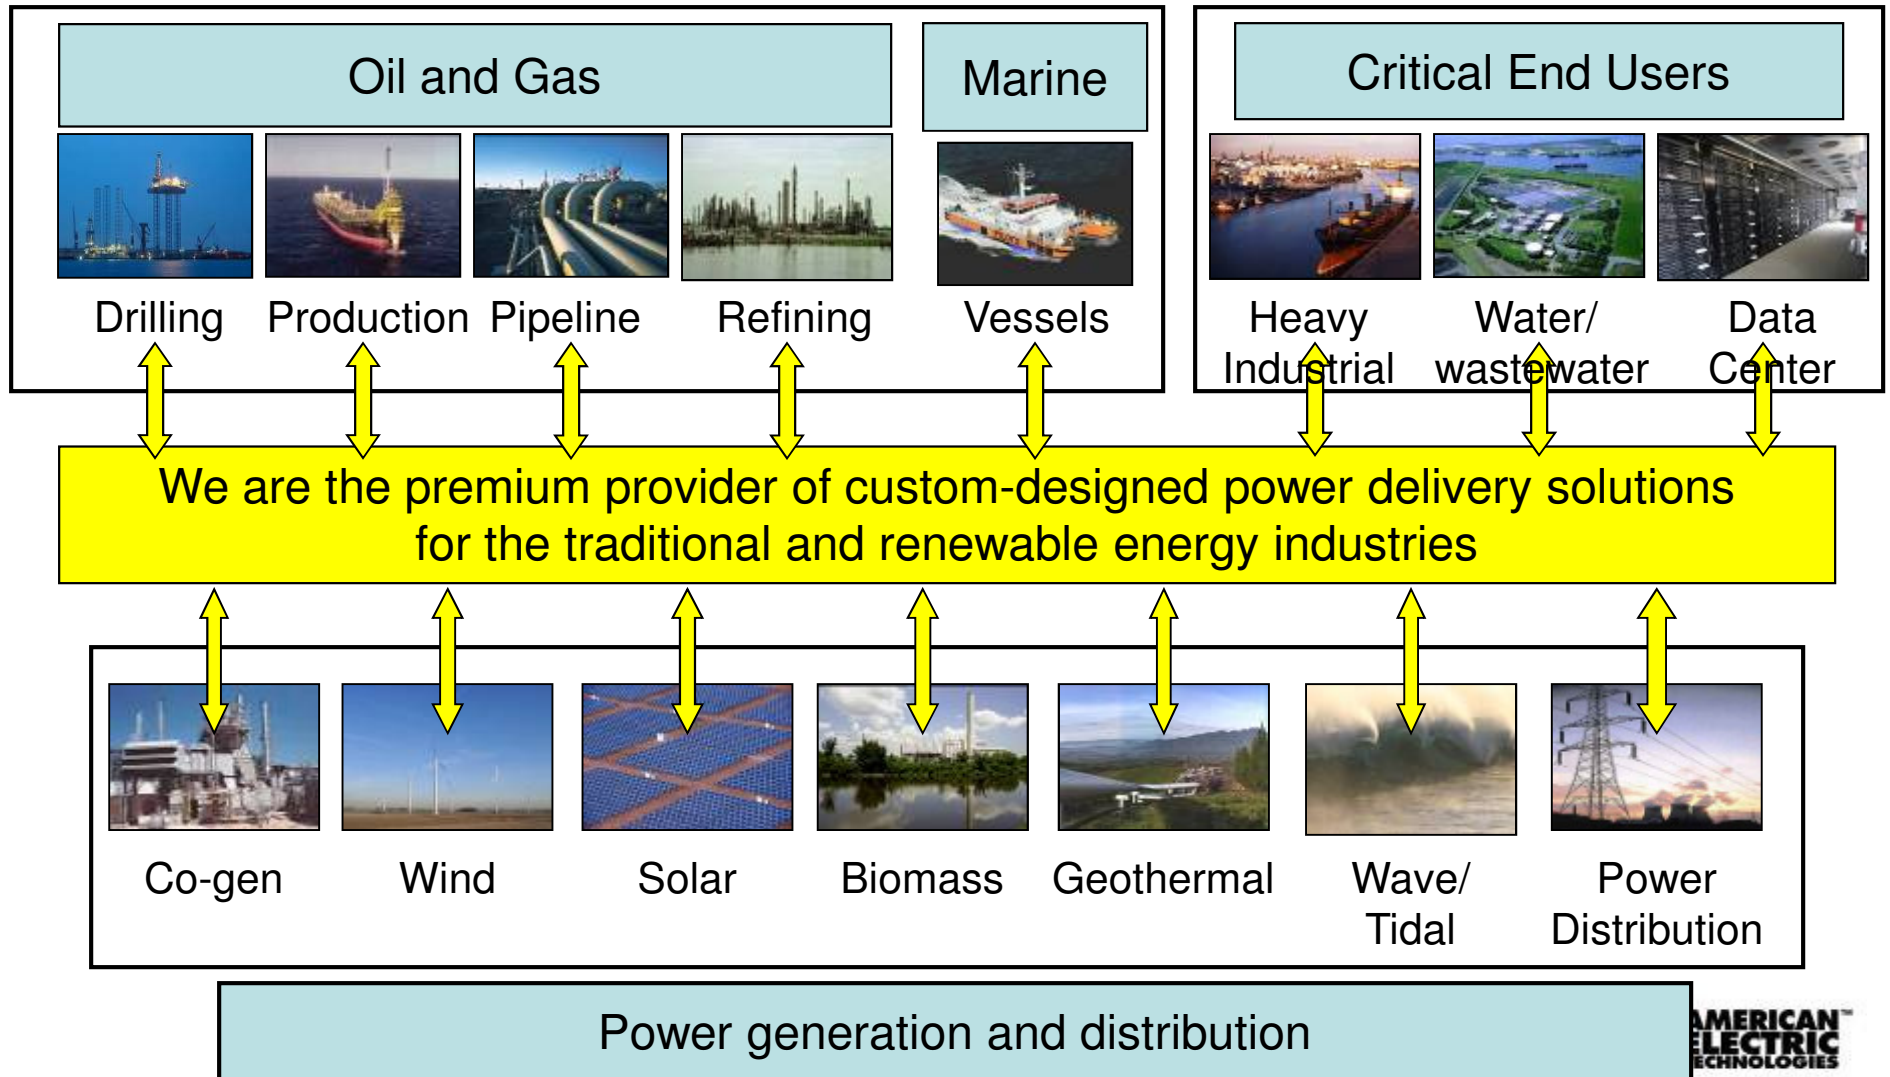 Oil and Gas
Marine
Critical End Users
Drilling
Production
Pipeline
Refining
Vessels
Heavy
Industrial
Water/
wastewater
Data
Center
We are the premium provider of custom-designed power delivery solutions
for the traditional and renewable energy industries
Co-gen
Wind
Solar
Biomass
Geothermal
Wave/
Tidal
Power
Distribution
Power generation and distribution
AMERICAN™
ELECTRIC
TECHNOLOGIES